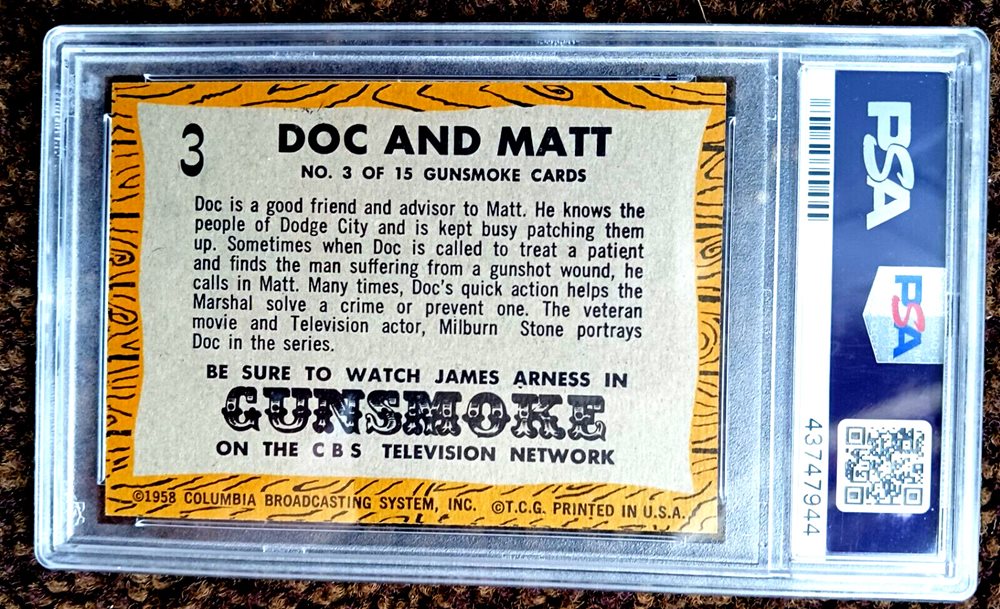 3
DOC AND MATT
NO. 3 OF 15 GUNSMOKE CARDS
Doc is a good friend and advisor to Matt. He knows the
people of Dodge City and is kept busy patching them
up. Sometimes when Doc is called to treat a patient
and finds the man suffering from a gunshot wound, he
calls in Matt. Many times, Doc's quick action helps the
Marshal solve a crime or prevent one. The veteran
movie and Television actor, Milburn Stone portrays
Doc in the series.
BE SURE TO WATCH JAMES ARNESS IN
GUNSMOKE
ON THE CBS TELEVISION NETWORK
©1958 COLUMBIA BROADCASTING SYSTEM, INC. ©T.C.G. PRINTED IN U.S.A.
PSA
PSA
43747944